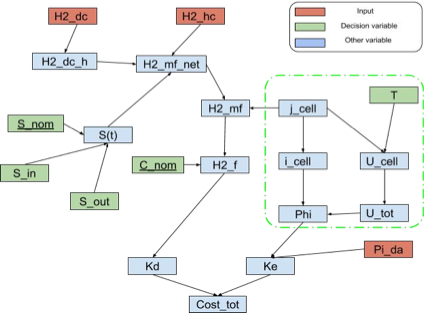 H2_dc
H2_hc
Input
Decision variable
Other variable
H2_dc_h
H2_mf_net
T
H2_mf
j_cell
S_nom
S(t)
C_nom
H2_f
i_cell
U_cell
S_in
S_out
Phi
U_tot
Pi_da
Kd
Ke
Cost_tot